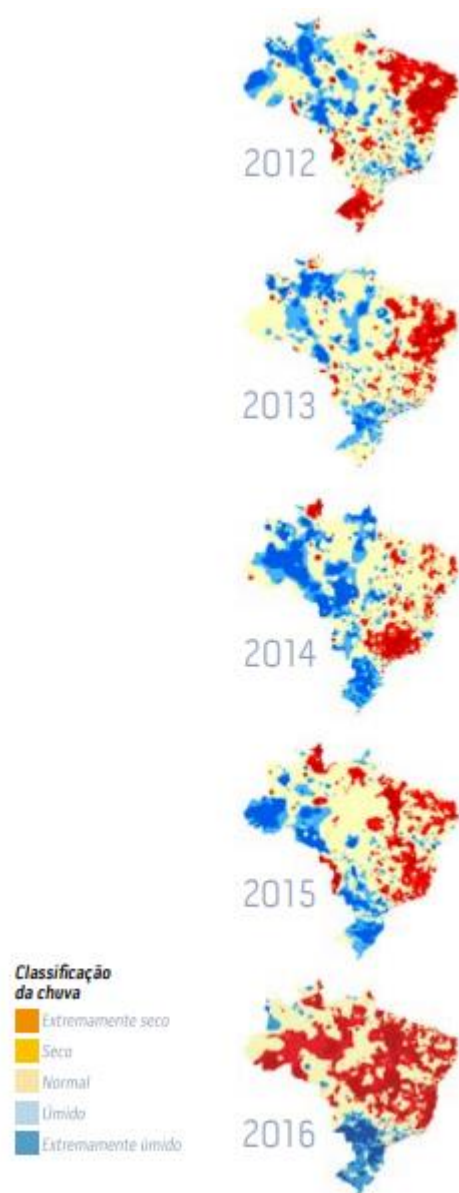 2012
2013
2014
2015
Classificação
da chuva
Extremamente seco
Seco
Normal
Úmido
Extremamente úmido
2016